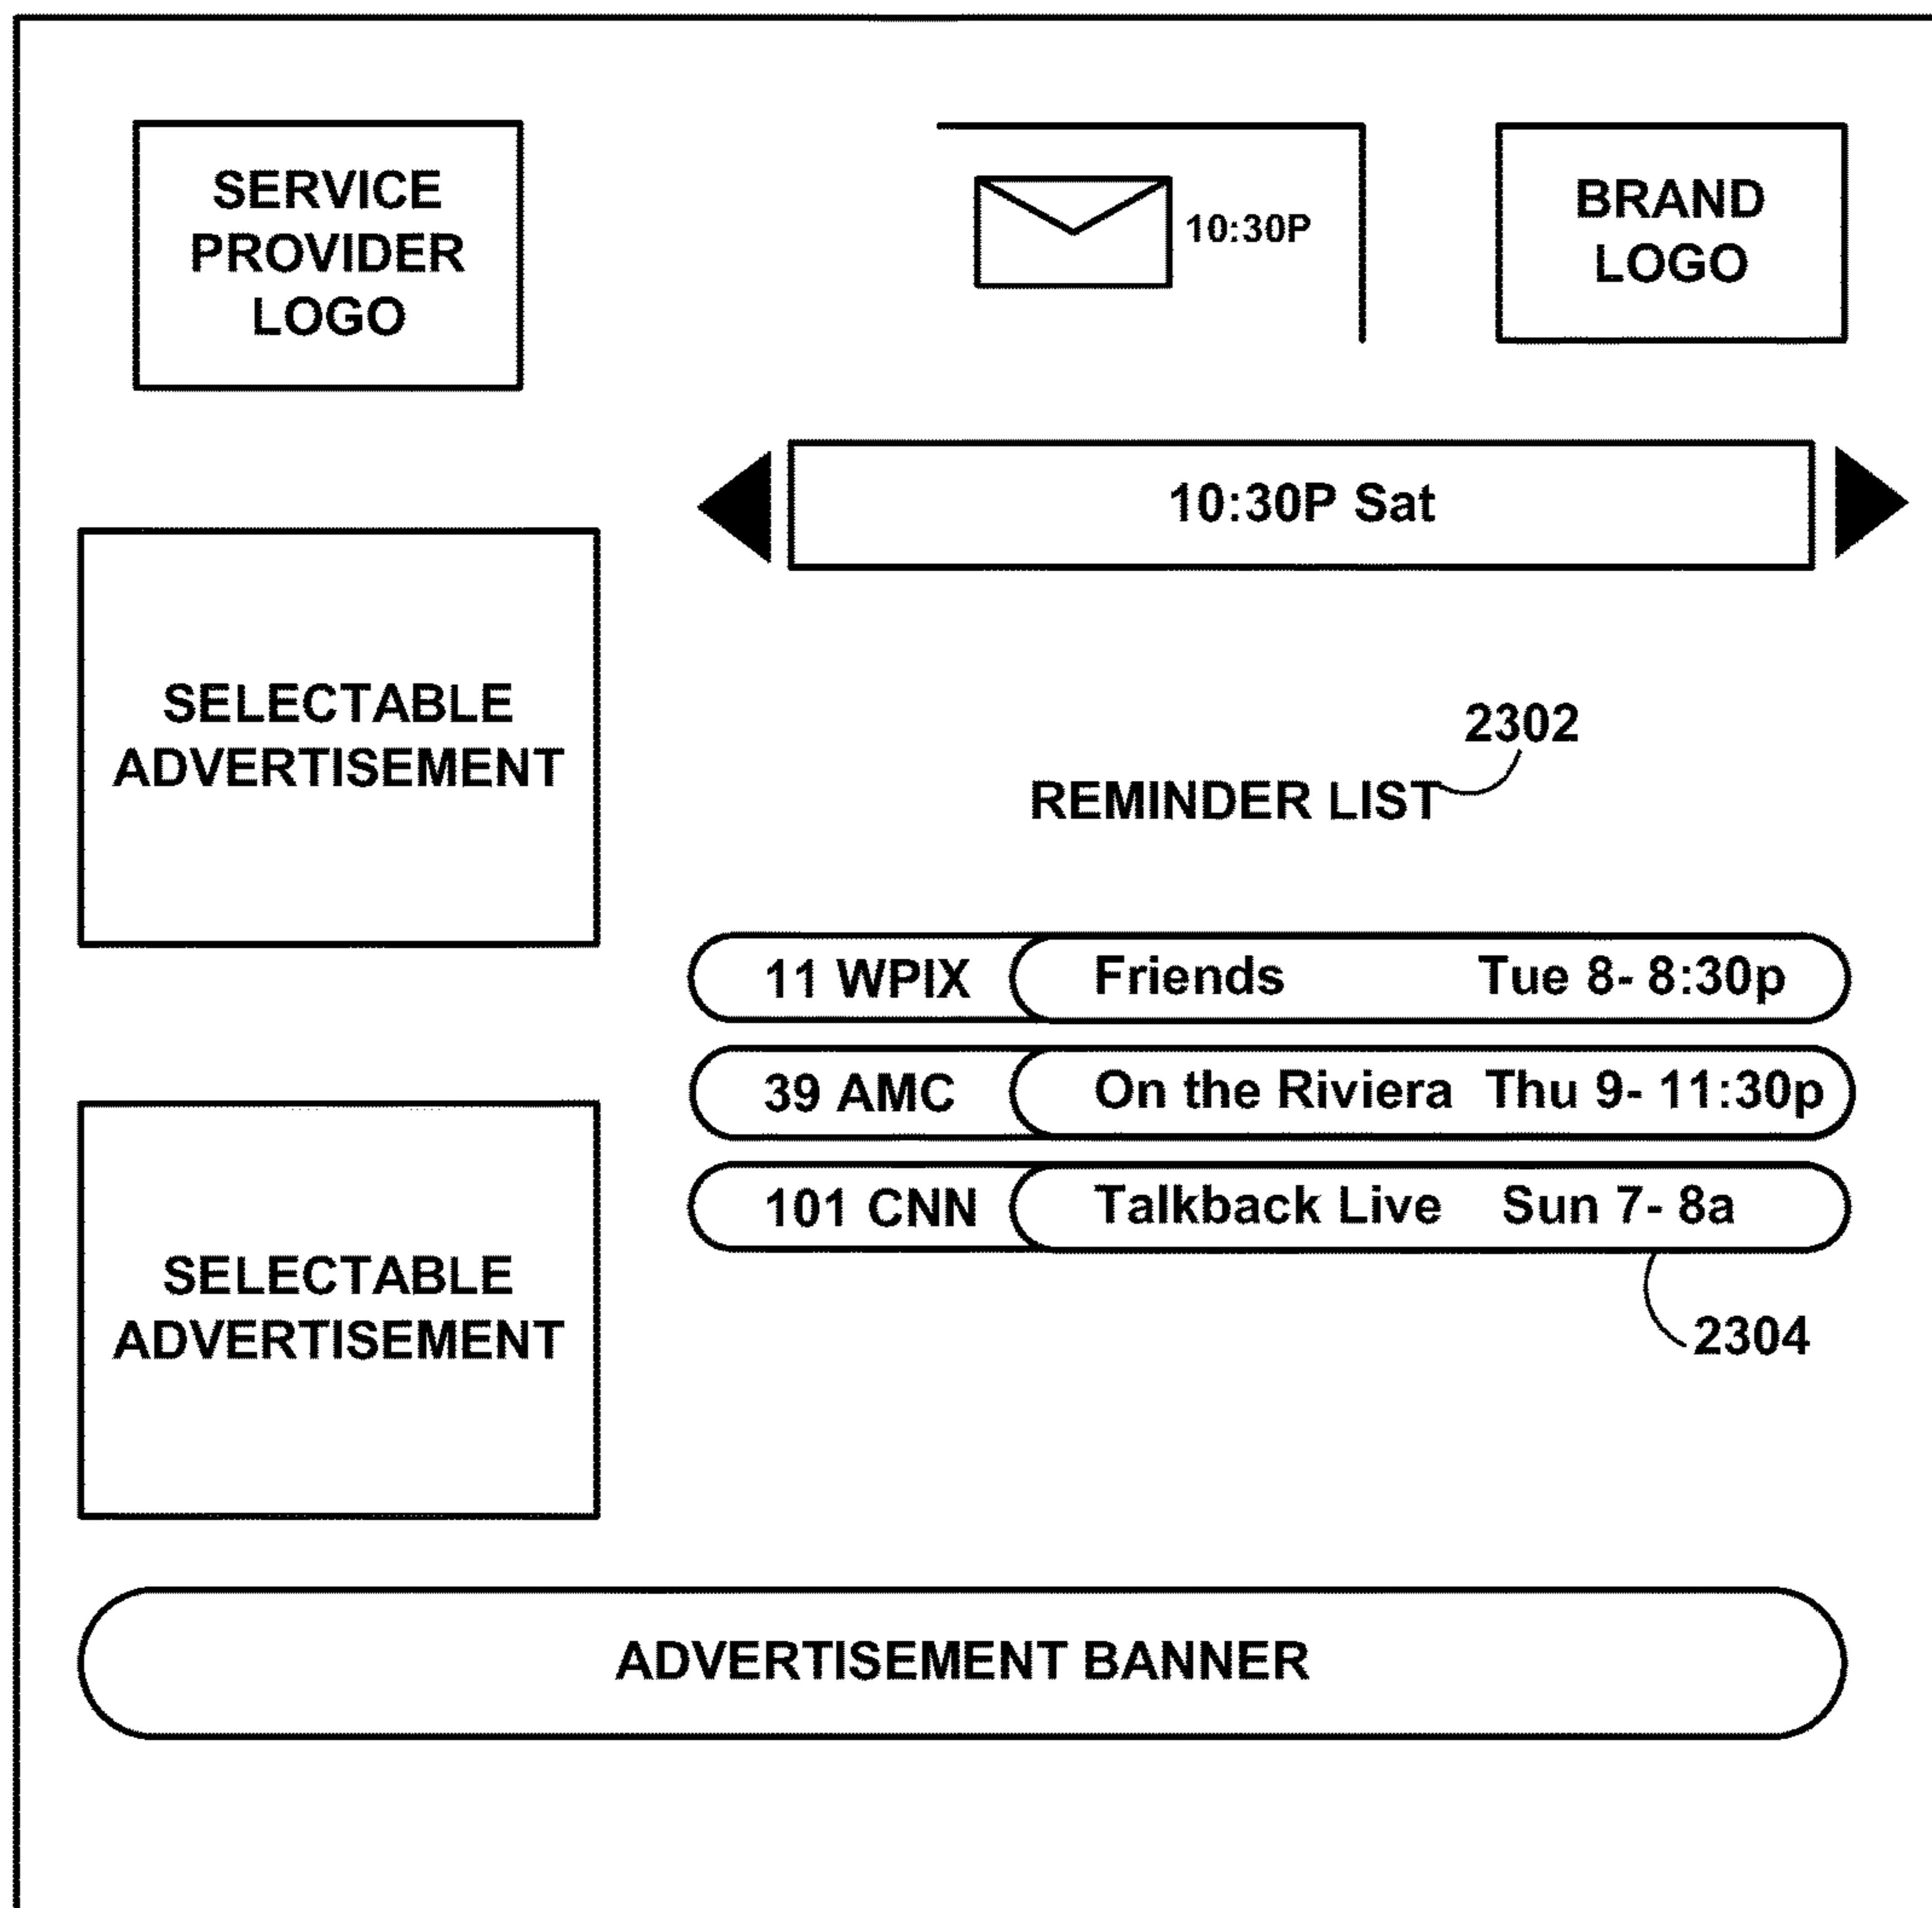 SERVICE
PROVIDER
LOGO
10:30P
BRAND
LOGO
10:30P Sat
SELECTABLE
ADVERTISEMENT
2302
REMINDER LIST
11 WPIX Friends Tue 8- 8:30p
39 AMC On the Riviera Thu 9- 11:30p
101 CNN Talkback Live Sun 7- 8a
2304
SELECTABLE
ADVERTISEMENT
ADVERTISEMENT BANNER